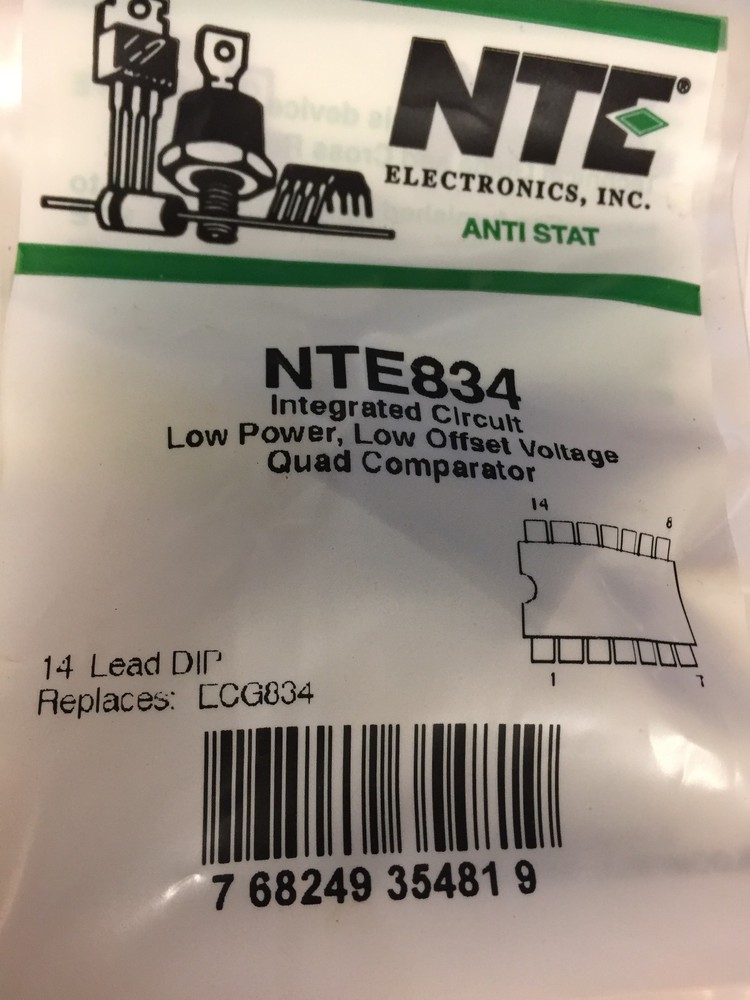 NTE®
ELECTRONICS, INC.
ANTI STAT
NTE834
Integrated Circuit
Low Power, Low Offset Voltage
Quad Comparator
14 8
1 7
14 Lead DIP
Replaces: ECG834
7 68249 35481 9